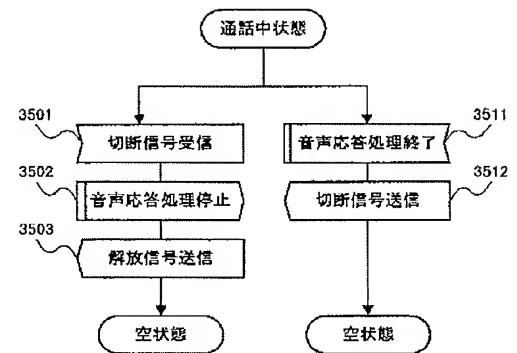 通話中状態
3501
切断信号受信
3502
音声応答処理停止
3503
解放信号送信
空状態
3511
音声応答処理終了
3512
切断信号送信
空状態